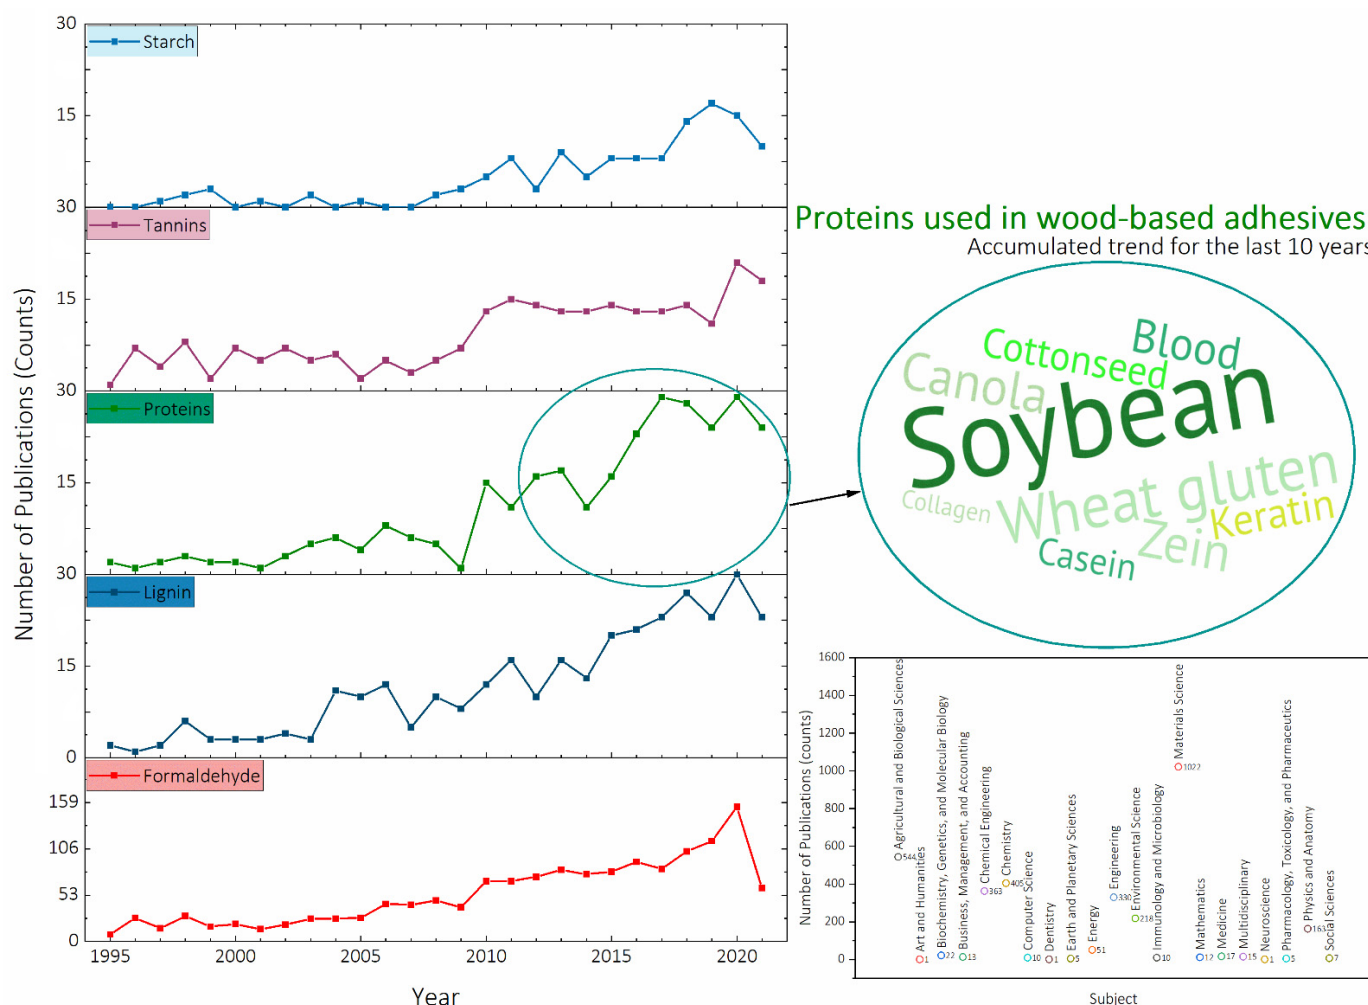 30
Starch
15
30
Tannins
15
30
Proteins
15
30
Lignin
15
0
Formaldehyde
159
106
53
0
1995
2000
2005
2010
2015
2020
Year
Number of Publications (Counts)
Proteins used in wood-based adhesives
Accumulated trend for the last 10 years
Blood
Cottonseed
Canola
Soybean
Wheat gluten
Collagen
Keratin
Zein
Casein
1600
1400
1200
1000
800
600
400
200
0
Number of Publications (counts)
Agricultural and Biological Sciences
544
Art and Humanities
1
Biochemistry, Genetics, and Molecular Biology
22
Business, Management, and Accounting
13
Chemical Engineering
363
Chemistry
405
Computer Science
10
Dentistry
1
Earth and Planetary Sciences
5
Energy
51
Engineering
330
Environmental Science
218
Immunology and Microbiology
10
Materials Science
1022
Mathematics
12
Medicine
17
Multidisciplinary
15
Neuroscience
1
Pharmacology, Toxicology, and Pharmaceutics
5
Physics and Anatomy
163
Social Sciences
7
Subject